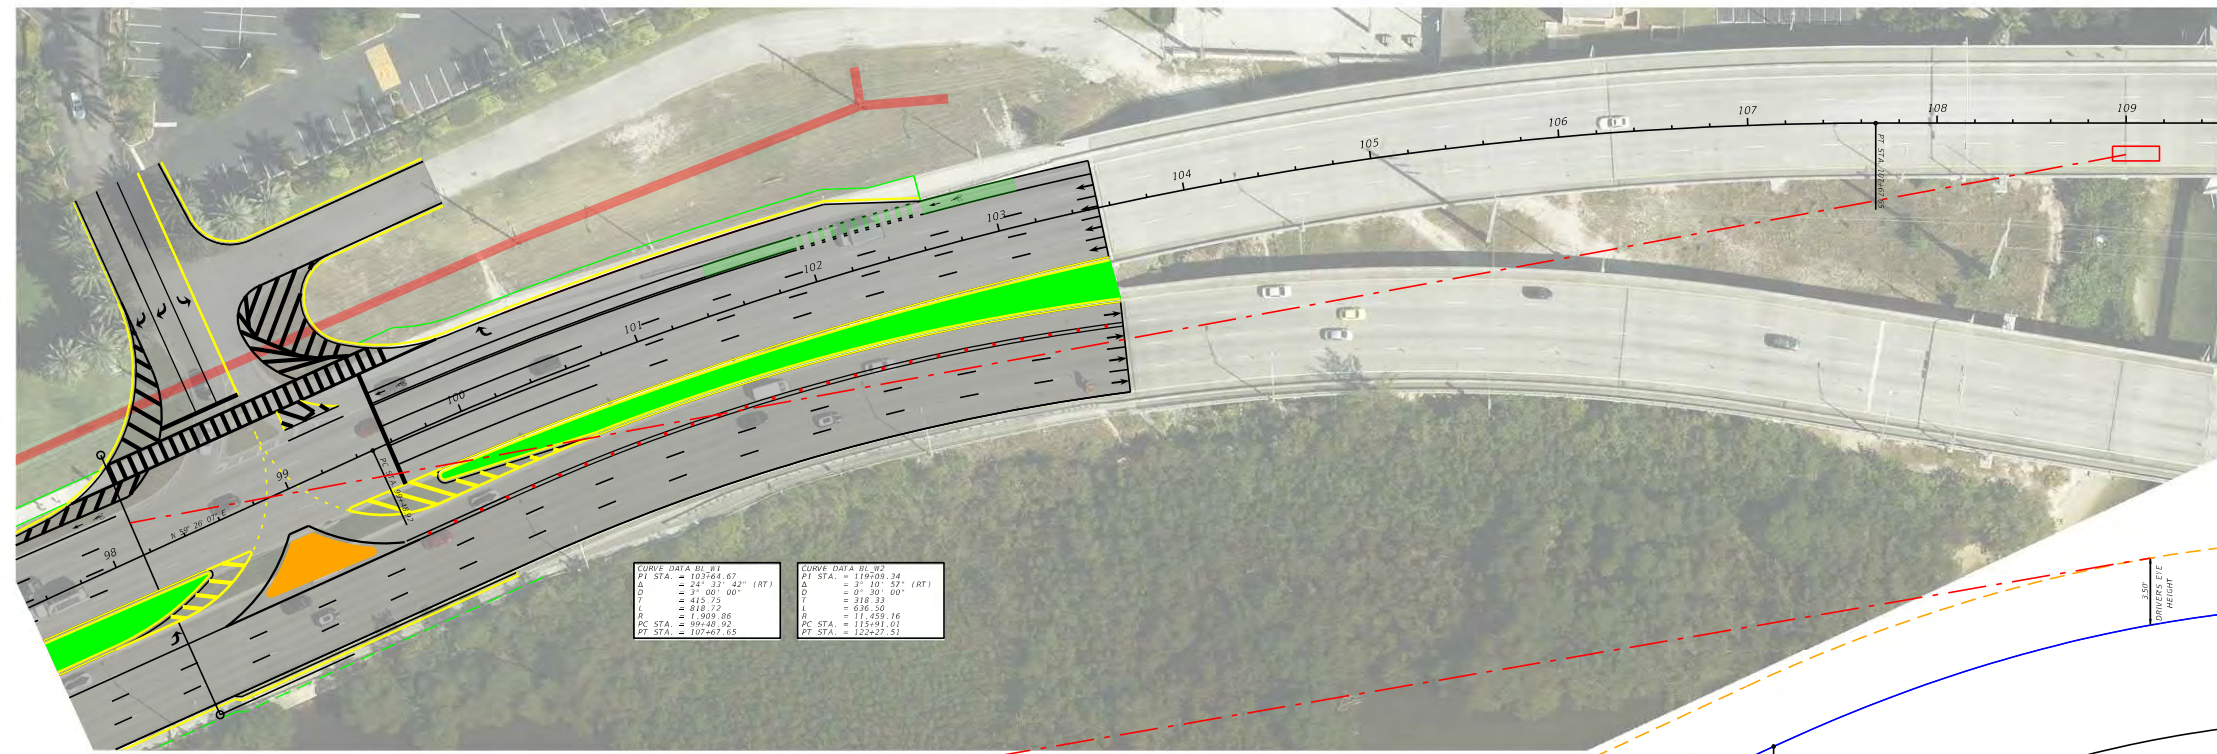 109
108
107
106
105
104
103
102
101
100
99
98
PT STA. 107+67.65
PC STA. 99+48.92
N 59° 26' 07" E
CURVE DATA BL_W1
PI STA. = 103+64.67
Δ = 24° 33' 42" (RT)
D = 3° 00' 00"
T = 415.75
L = 818.72
R = 1,909.86
PC STA. = 99+48.92
PT STA. = 107+67.65
CURVE DATA BL_W2
PI STA. = 119+09.34
Δ = 3° 10' 57" (RT)
D = 0° 30' 00"
T = 318.33
L = 636.50
R = 11,459.16
PC STA. = 115+91.01
PT STA. = 122+27.51
3.50'
DRIVER'S EYE
HEIGHT